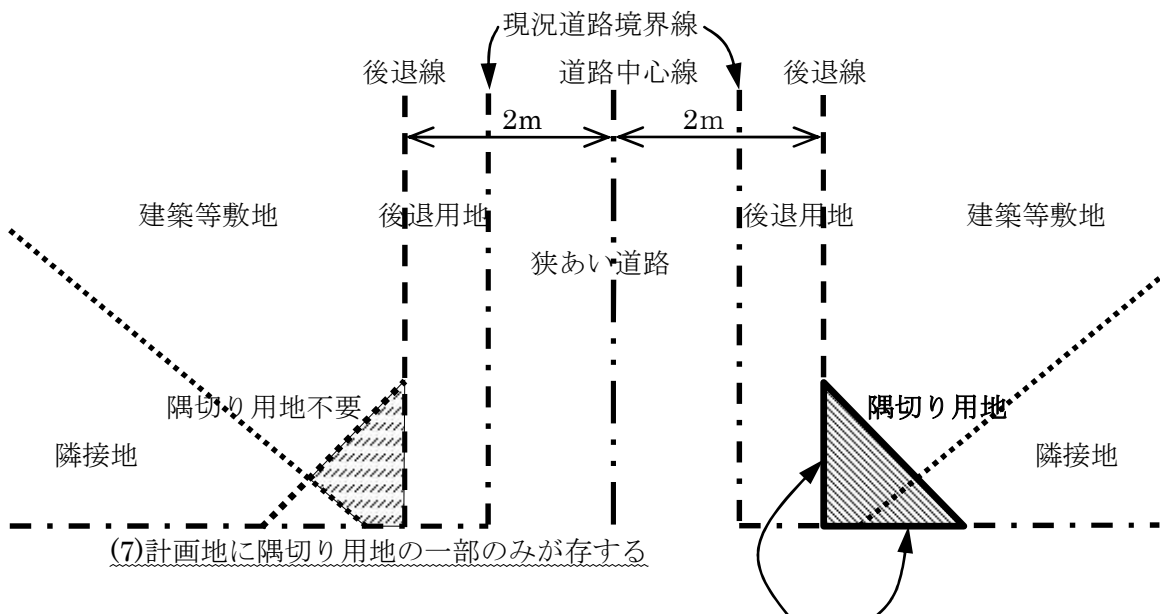 現況道路境界線
後退線
道路中心線
後退線
2m
2m
建築等敷地
後退用地
後退用地
建築等敷地
狭あい道路
隅切り用地不要
隅切り用地
隣接地
隣接地
(7)計画地に隅切り用地の一部のみが存する